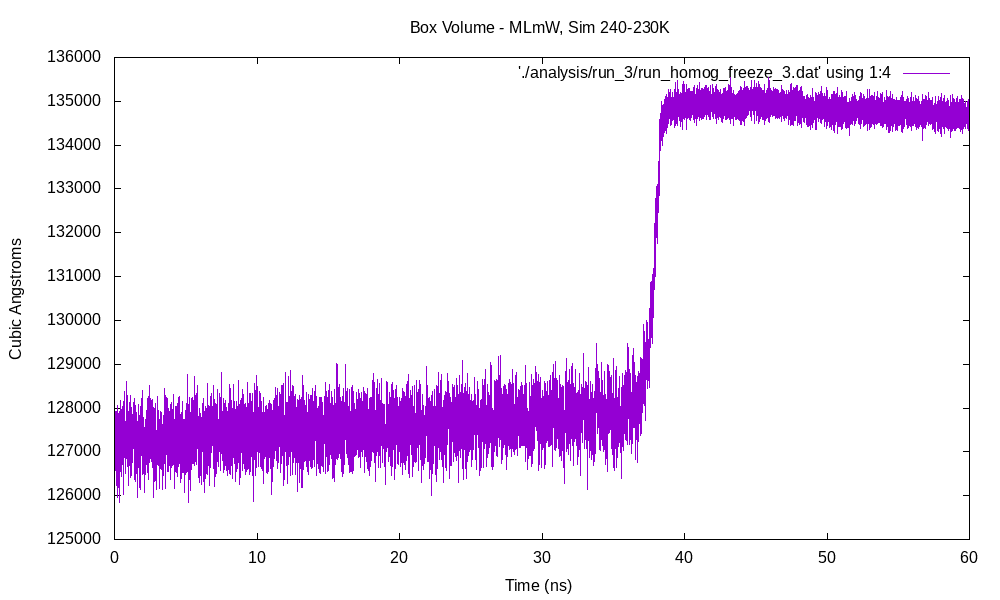 Box Volume - MLmW, Sim 240-230K
'./analysis/run_3/run_homog_freeze_3.dat' using 1:4
136000
135000
134000
133000
132000
131000
130000
129000
128000
127000
126000
125000
Cubic Angstroms
0 10 20 30 40 50 60
Time (ns)